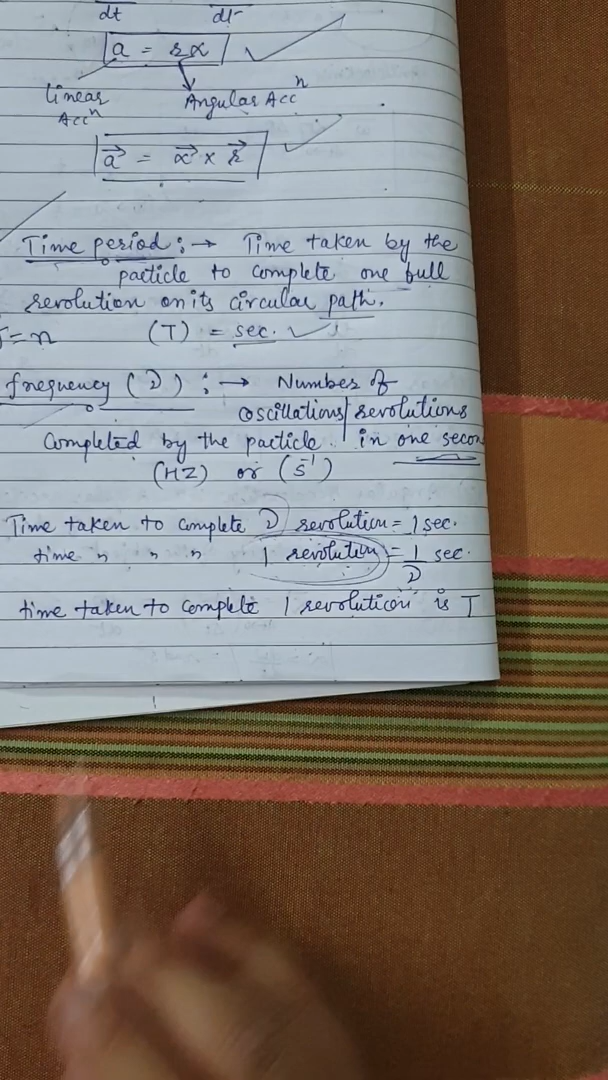 dt dt
a = rα
linear Accⁿ
Angular Accⁿ
a⃗ = α⃗ × r⃗
Time period :→ Time taken by the
particle to complete one full
revolution on its circular path.
(T) = sec.
frequency (ν) :→ Number of
oscillations/revolutions
Completed by the particle in one secon
(HZ) or (s⁻¹)
Time taken to complete ν revolution = 1 sec.
time " " " 1 revolution = 1/ν sec.
time taken to complete 1 revolution is T